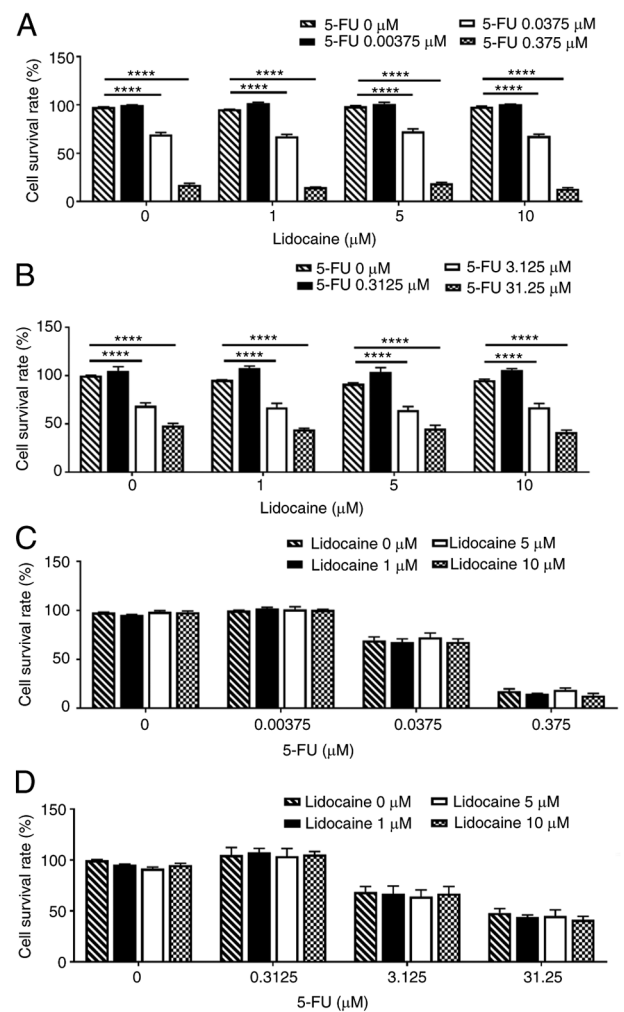 A
5-FU 0 µM
5-FU 0.0375 µM
5-FU 0.00375 µM
5-FU 0.375 µM
Cell survival rate (%)
150
100
50
0
****
****
****
****
****
****
****
****
0
1
5
10
Lidocaine (µM)
B
5-FU 0 µM
5-FU 3.125 µM
5-FU 0.3125 µM
5-FU 31.25 µM
Cell survival rate (%)
150
100
50
0
****
****
****
****
****
****
****
****
0
1
5
10
Lidocaine (µM)
C
Lidocaine 0 µM
Lidocaine 5 µM
Lidocaine 1 µM
Lidocaine 10 µM
Cell survival rate (%)
150
100
50
0
0
0.00375
0.0375
0.375
5-FU (µM)
D
Lidocaine 0 µM
Lidocaine 5 µM
Lidocaine 1 µM
Lidocaine 10 µM
Cell survival rate (%)
150
100
50
0
0
0.3125
3.125
31.25
5-FU (µM)